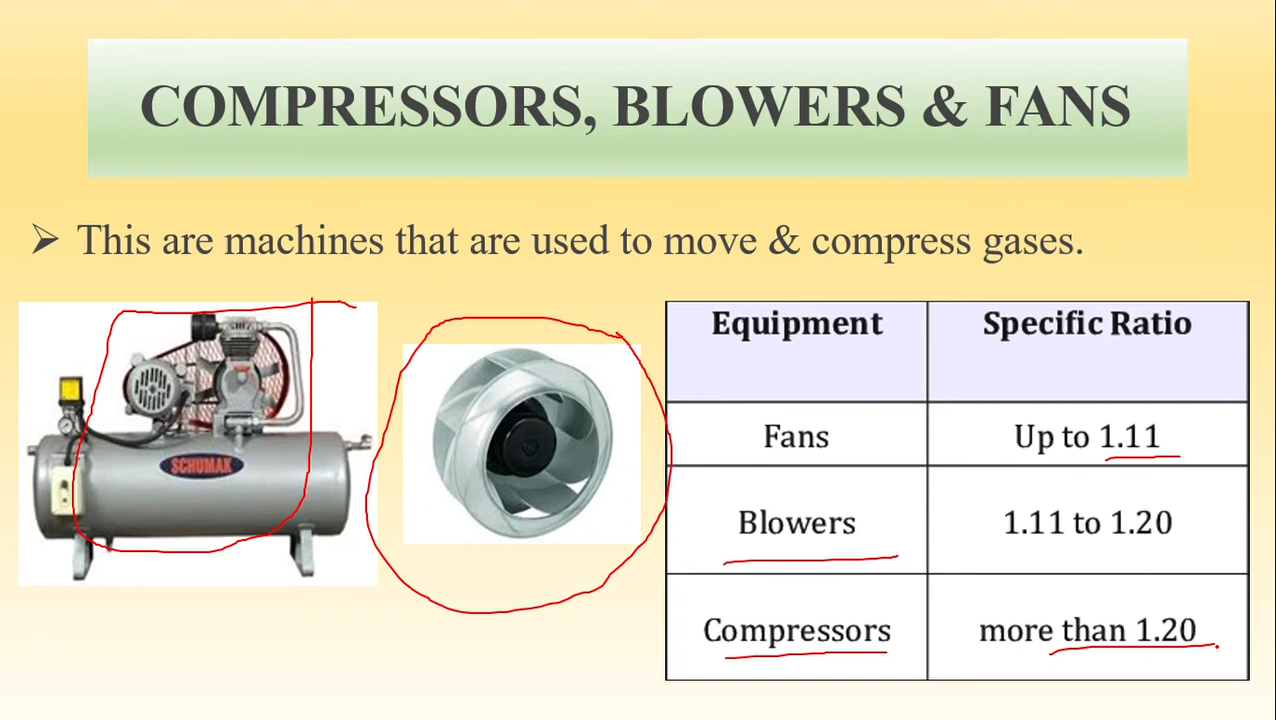 COMPRESSORS, BLOWERS & FANS
➢ This are machines that are used to move & compress gases.
SCHUMAK
Equipment Specific Ratio
Fans Up to 1.11
Blowers 1.11 to 1.20
Compressors more than 1.20